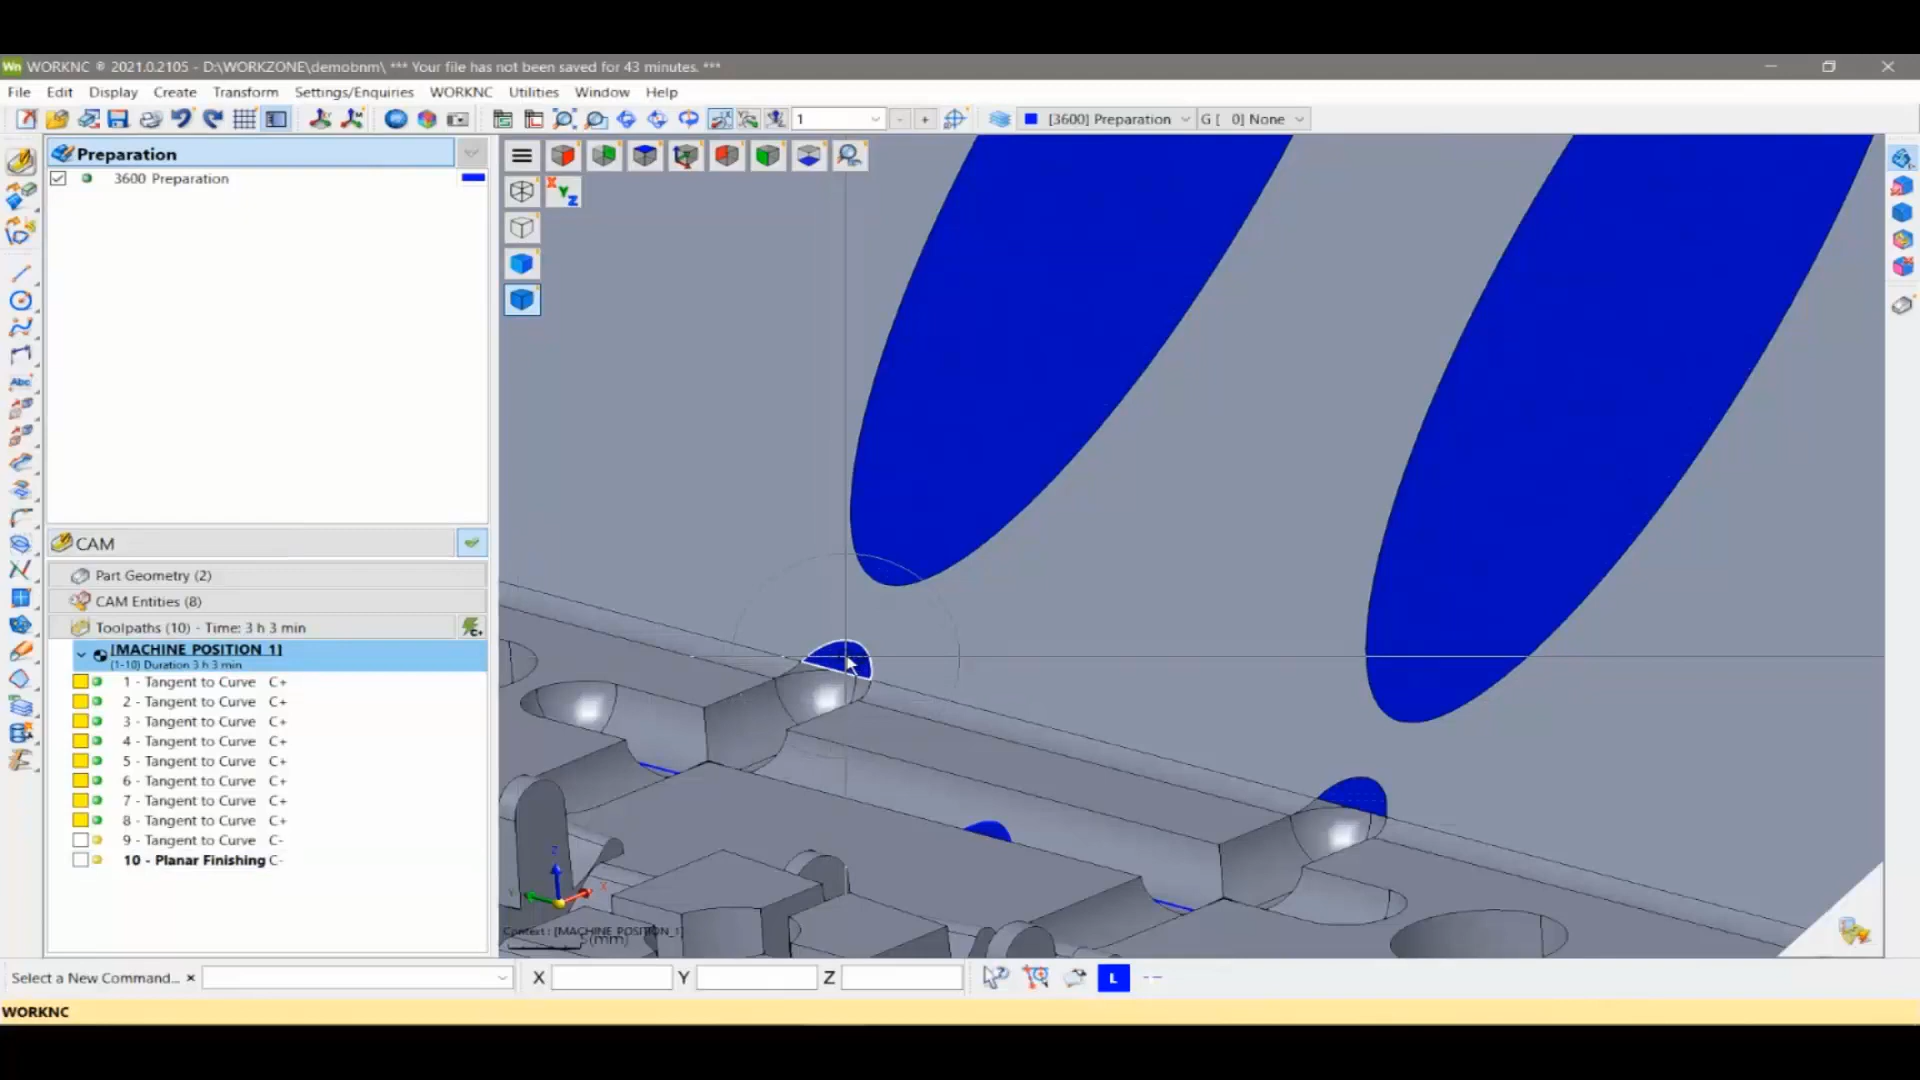 WORKNC ® 2021.0.2105 - D:\WORKZONE\demobnm\ *** Your file has not been saved for 43 minutes. ***
File Edit Display Create Transform Settings/Enquiries WORKNC Utilities Window Help
1 - + [3600] Preparation G [ 0] None
Preparation
3600 Preparation
X Y Z
Abc
CAM
Part Geometry (2)
CAM Entities (8)
Toolpaths (10) - Time: 3 h 3 min C+
[MACHINE POSITION 1]
(1-10) Duration 3 h 3 min
1 - Tangent to Curve C+
2 - Tangent to Curve C+
3 - Tangent to Curve C+
4 - Tangent to Curve C+
5 - Tangent to Curve C+
6 - Tangent to Curve C+
7 - Tangent to Curve C+
8 - Tangent to Curve C+
9 - Tangent to Curve C-
10 - Planar Finishing C-
Z
Y X
Context : [MACHINE_POSITION_1]
5(mm)
Select a New Command... × X Y Z L
WORKNC